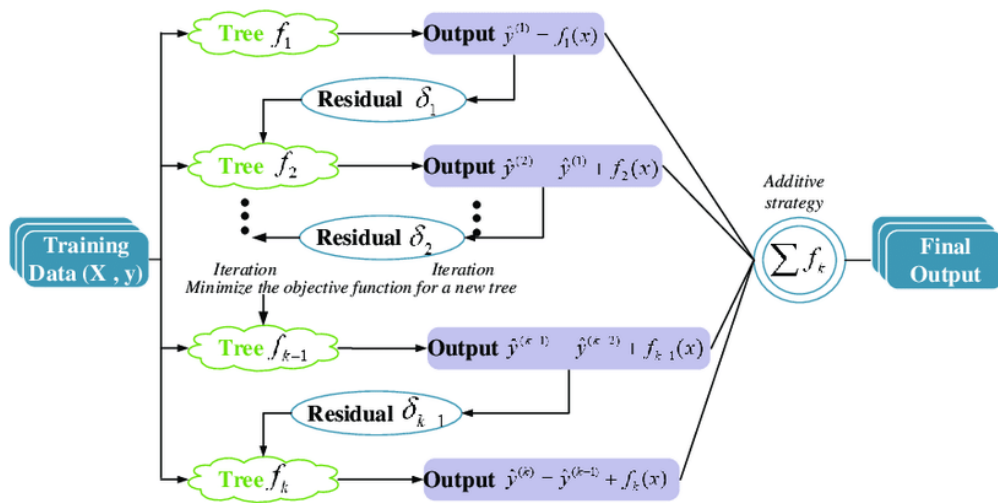 Tree f₁
Output ŷ⁽¹⁾ − f₁(x)
Residual δ₁
Tree f₂
Output ŷ⁽²⁾ ŷ⁽¹⁾ + f₂(x)
Additive
strategy
Residual δ₂
Training
Data (X , y)
∑ fₖ
Final
Output
Iteration
Iteration
Minimize the objective function for a new tree
Tree fₖ₋₁
Output ŷ⁽ᵏ ¹⁾ ŷ⁽ᵏ ²⁾ + fₖ ₁(x)
Residual δₖ ₁
Tree fₖ
Output ŷ⁽ᵏ⁾ − ŷ⁽ᵏ⁻¹⁾ + fₖ(x)